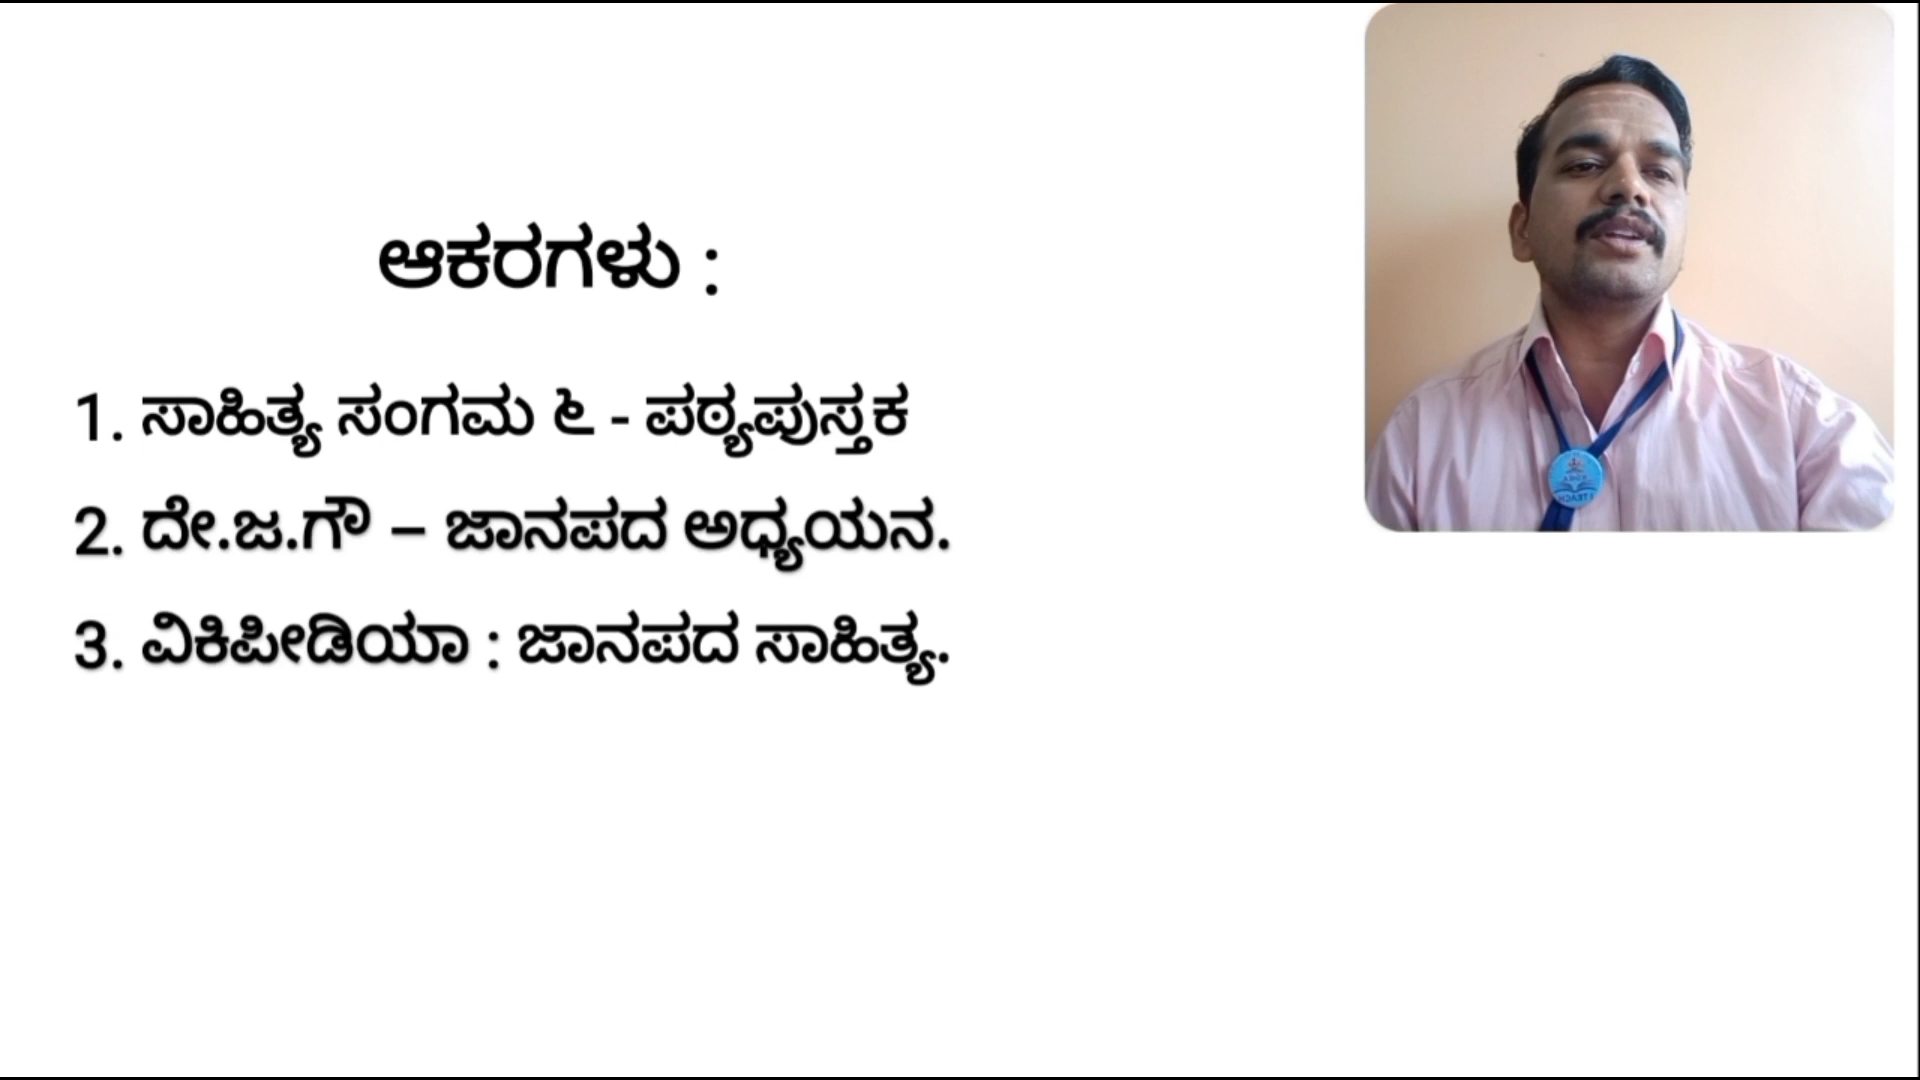 ಆಕರಗಳು :
1. ಸಾಹಿತ್ಯ ಸಂಗಮ ೬ - ಪಠ್ಯಪುಸ್ತಕ
2. ದೇ.ಜ.ಗೌ – ಜಾನಪದ ಅಧ್ಯಯನ.
3. ವಿಕಿಪೀಡಿಯಾ : ಜಾನಪದ ಸಾಹಿತ್ಯ.